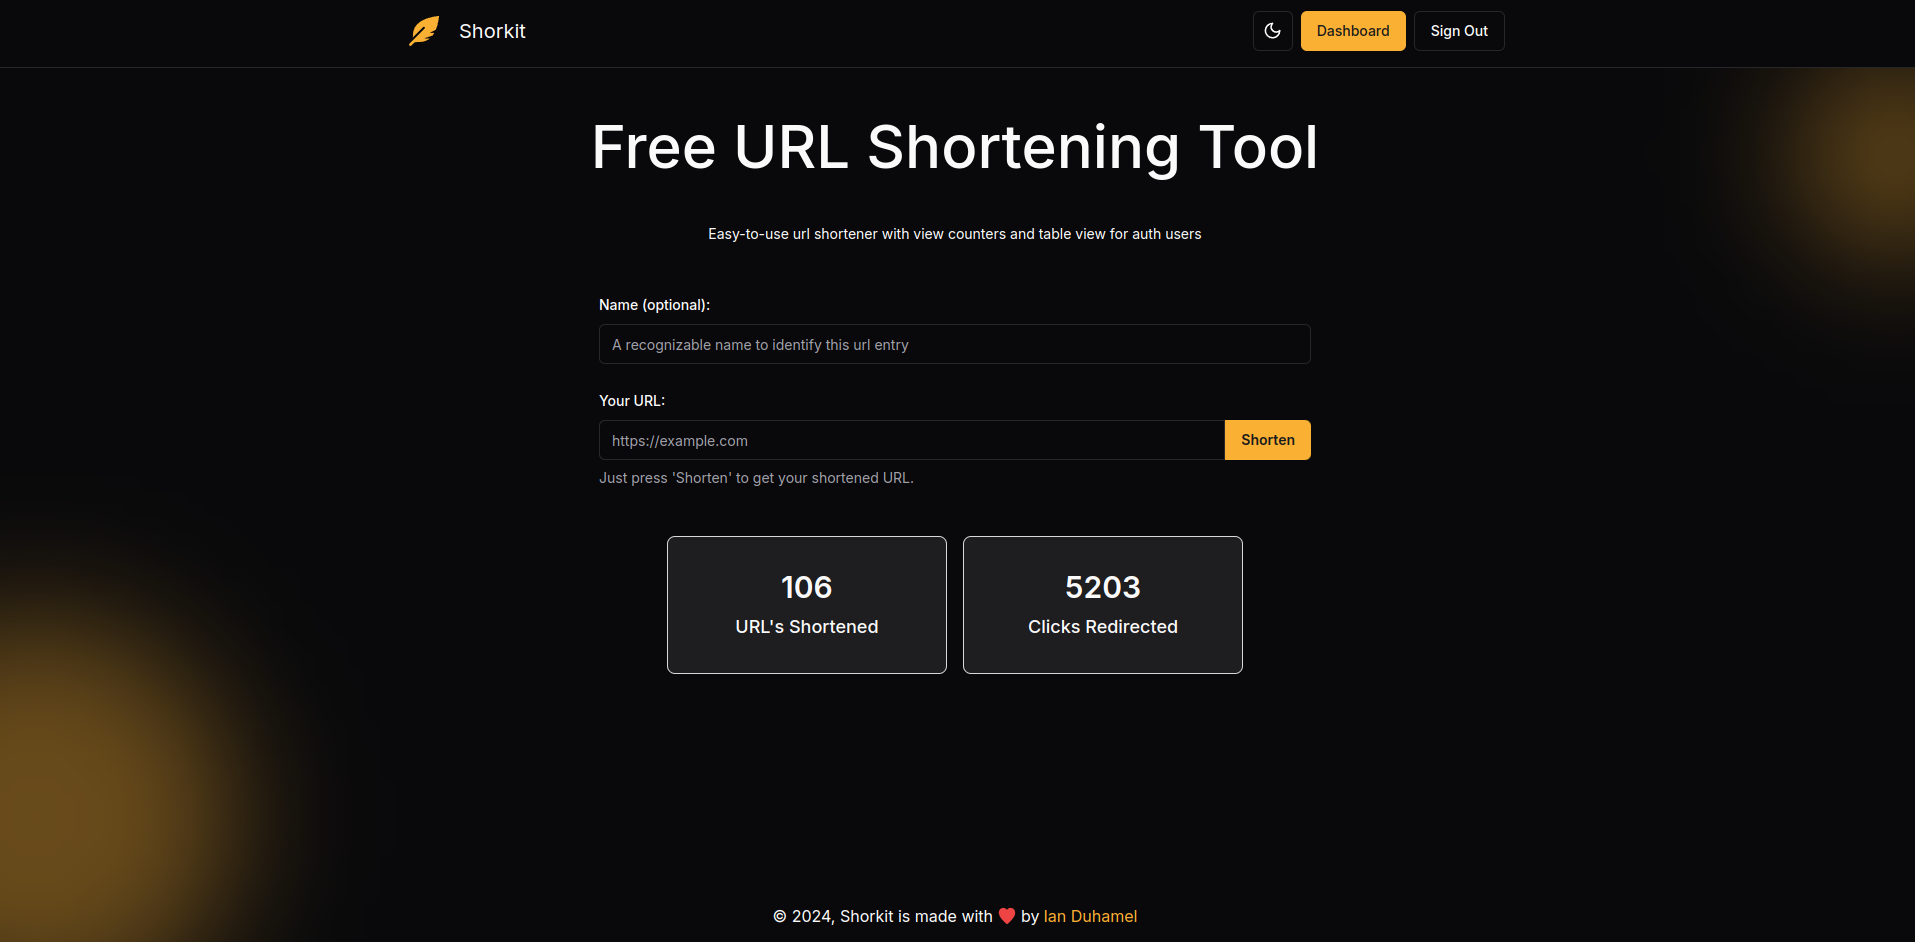 Shorkit
Dashboard
Sign Out
Free URL Shortening Tool
Easy-to-use url shortener with view counters and table view for auth users
Name (optional):
A recognizable name to identify this url entry
Your URL:
https://example.com
Shorten
Just press 'Shorten' to get your shortened URL.
106
URL's Shortened
5203
Clicks Redirected
© 2024, Shorkit is made with ❤️ by Ian Duhamel